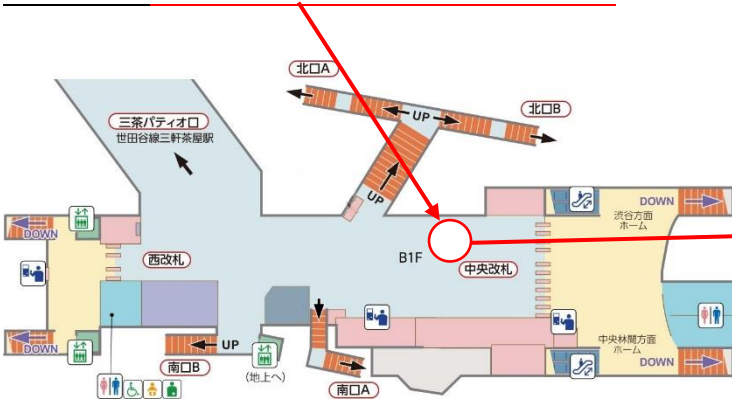 北口A
北口B
UP
三茶パティオ口
世田谷線三軒茶屋駅
UP
DOWN
渋谷方面
ホーム
DOWN
西改札
B1F
中央改札
中央林間方面
ホーム
DOWN
UP
DOWN
南口B
(地上へ)
南口A